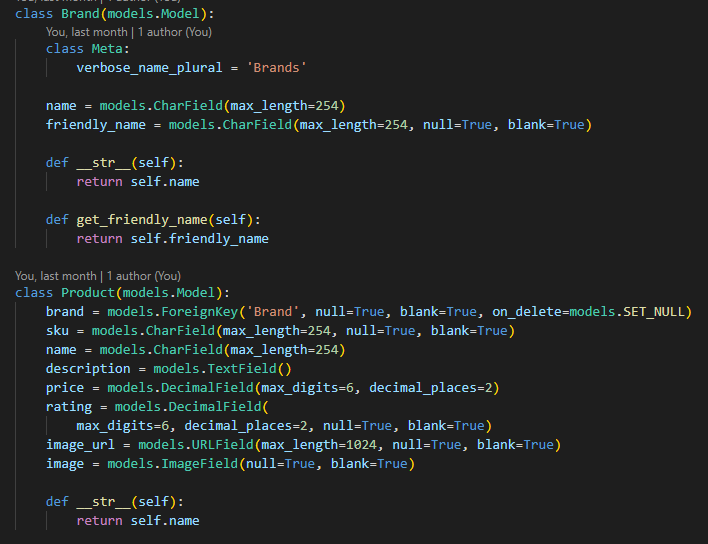 You, last month | 1 author (You)
class Brand(models.Model):
You, last month | 1 author (You)
    class Meta:
        verbose_name_plural = 'Brands'

    name = models.CharField(max_length=254)
    friendly_name = models.CharField(max_length=254, null=True, blank=True)

    def __str__(self):
        return self.name

    def get_friendly_name(self):
        return self.friendly_name

You, last month | 1 author (You)
class Product(models.Model):
    brand = models.ForeignKey('Brand', null=True, blank=True, on_delete=models.SET_NULL)
    sku = models.CharField(max_length=254, null=True, blank=True)
    name = models.CharField(max_length=254)
    description = models.TextField()
    price = models.DecimalField(max_digits=6, decimal_places=2)
    rating = models.DecimalField(
        max_digits=6, decimal_places=2, null=True, blank=True)
    image_url = models.URLField(max_length=1024, null=True, blank=True)
    image = models.ImageField(null=True, blank=True)

    def __str__(self):
        return self.name